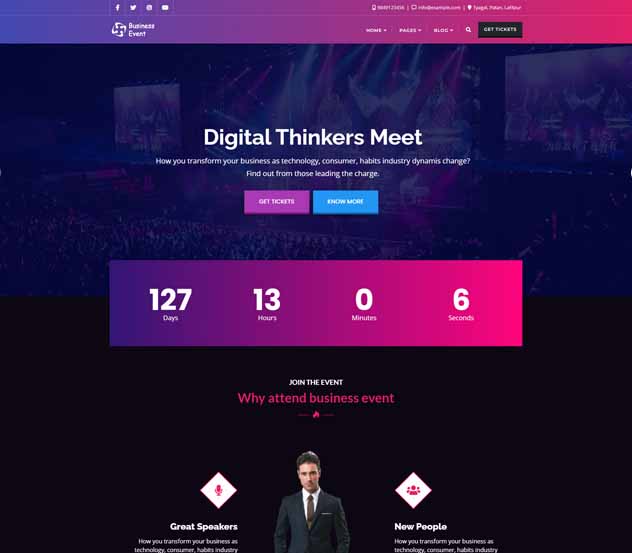 9849123456 | info@example.com | Tyagal, Patan, Lalitpur
Business
Event
HOME
PAGES
BLOG
GET TICKETS
Digital Thinkers Meet
How you transform your business as technology, consumer, habits industry dynamis change?
Find out from those leading the charge.
GET TICKETS
KNOW MORE
127
Days
13
Hours
0
Minutes
6
Seconds
JOIN THE EVENT
Why attend business event
Great Speakers
How you transform your business as
technology, consumer, habits industry
New People
How you transform your business as
technology, consumer, habits industry